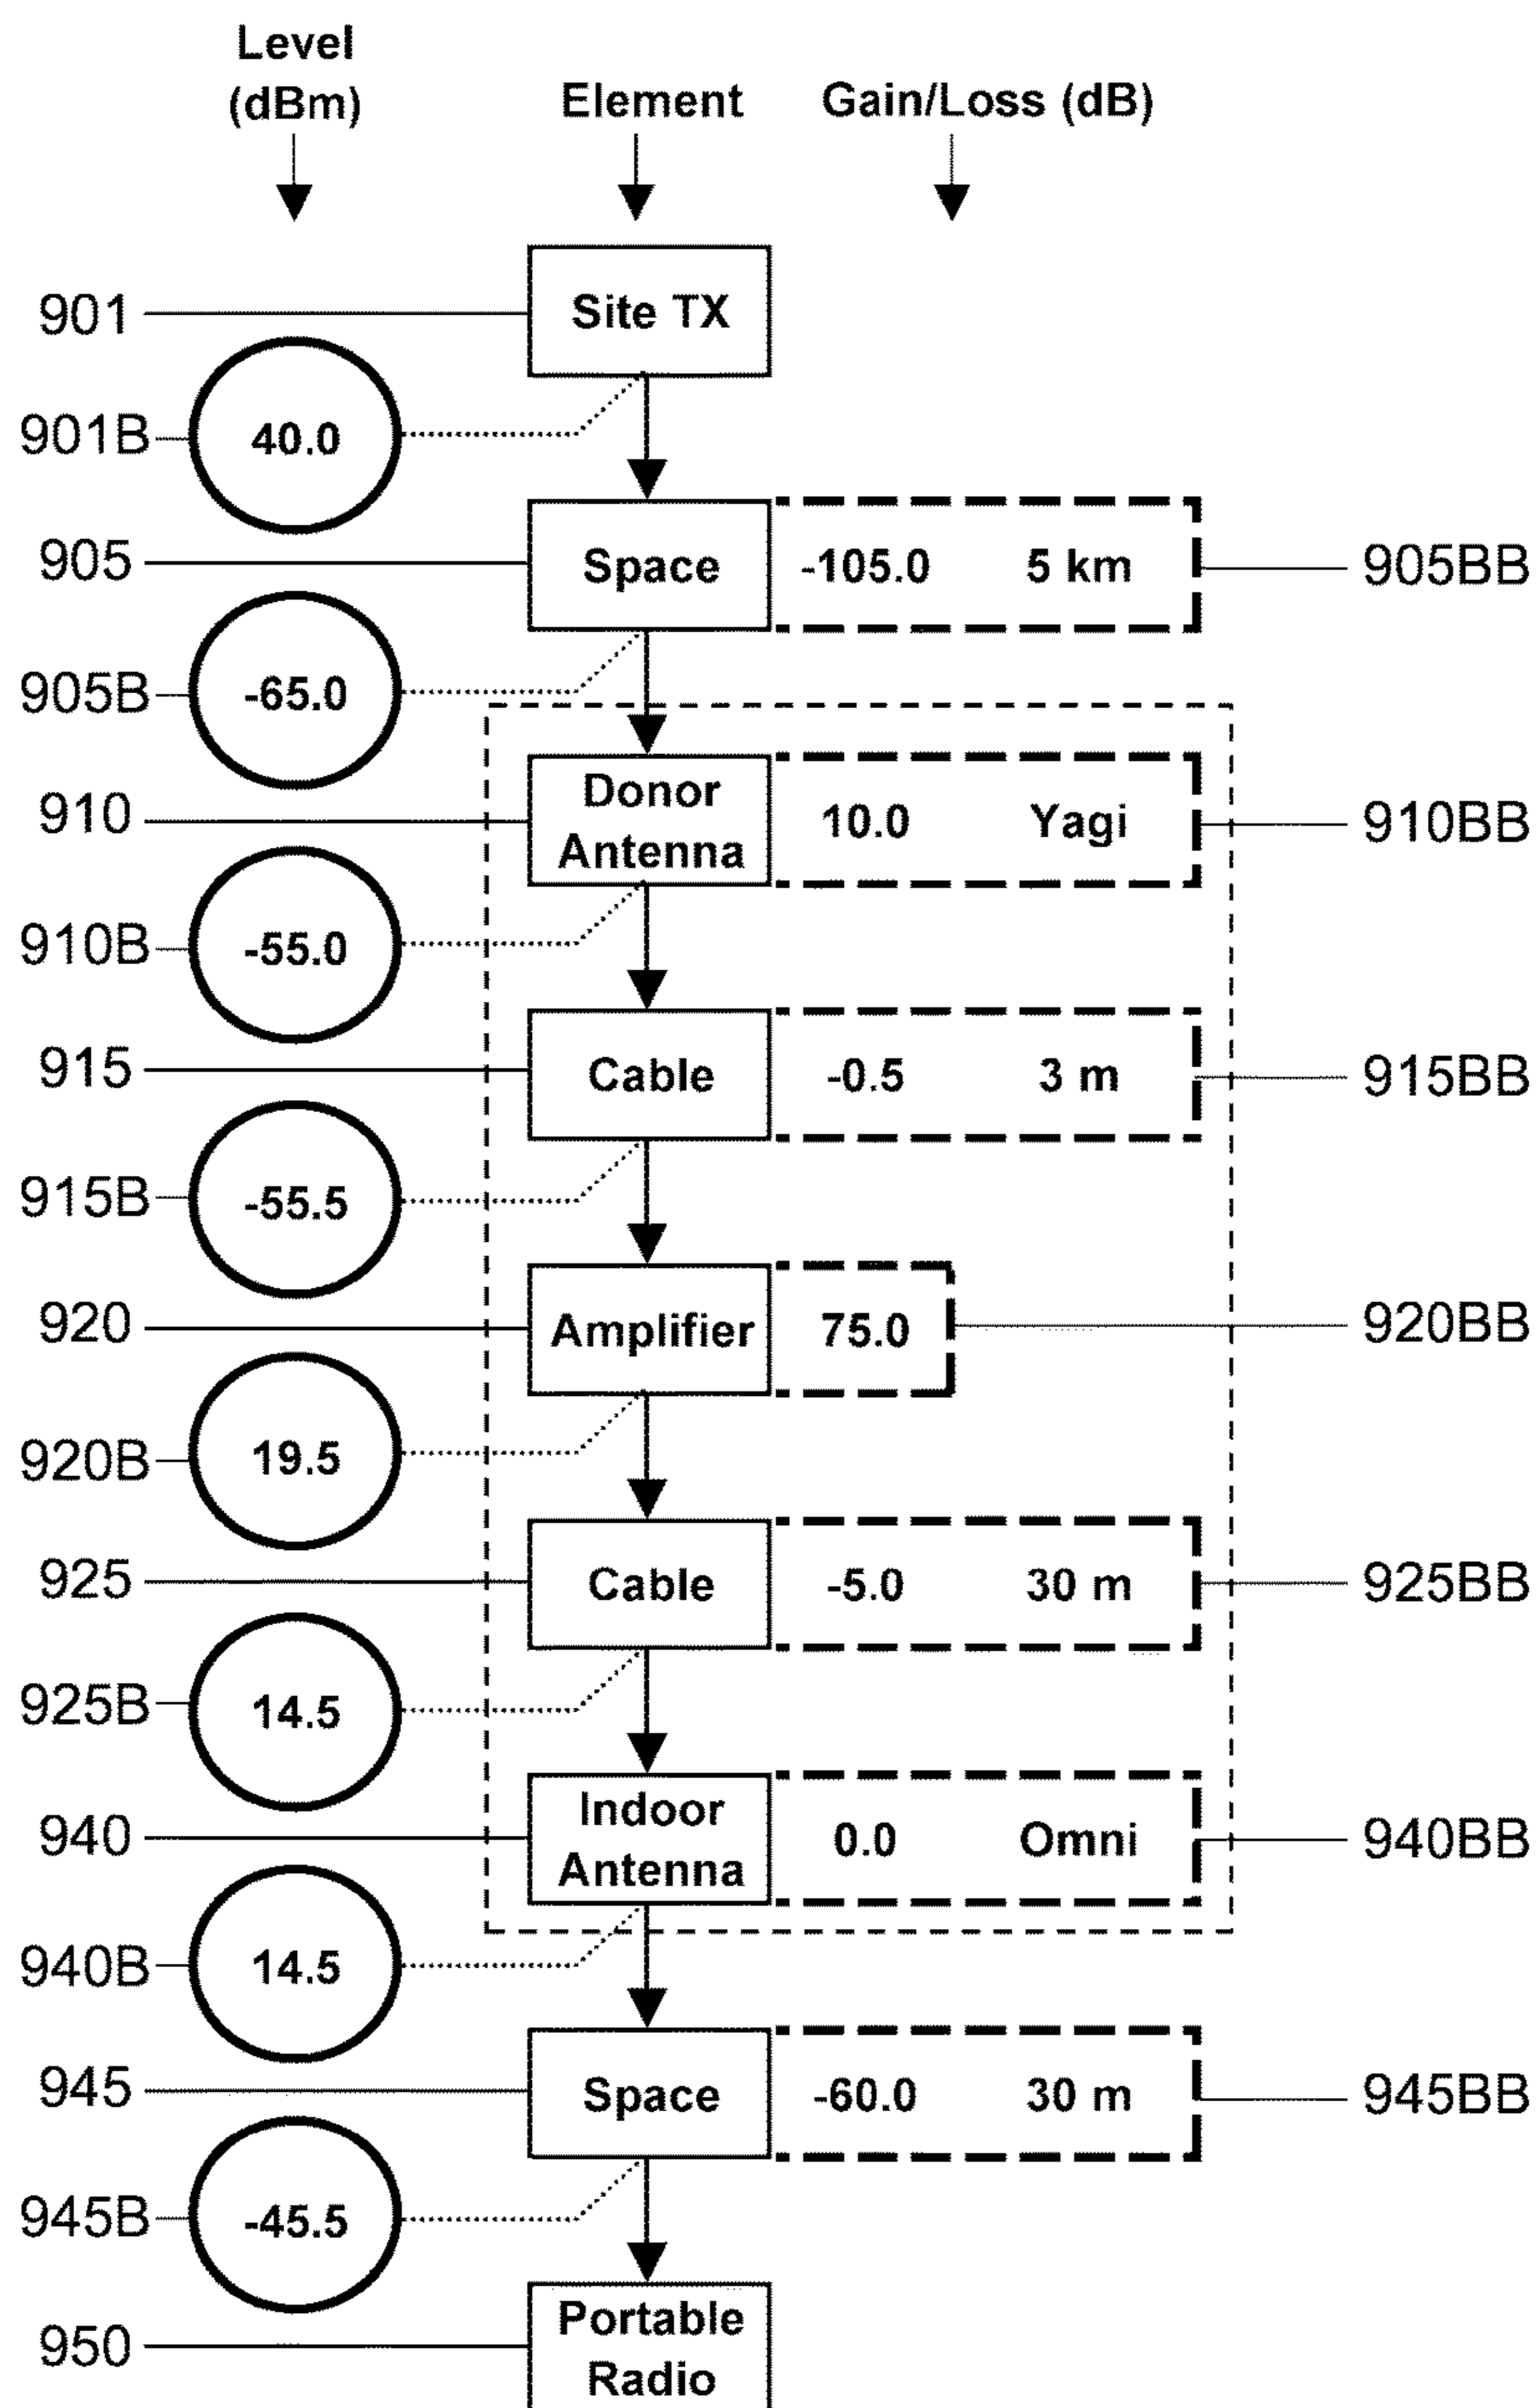 Level
(dBm)
Element
Gain/Loss (dB)
901
Site TX
901B
40.0
905
Space
-105.0 5 km
905BB
905B
-65.0
910
Donor
Antenna
10.0 Yagi
910BB
910B
-55.0
915
Cable
-0.5 3 m
915BB
915B
-55.5
920
Amplifier
75.0
920BB
920B
19.5
925
Cable
-5.0 30 m
925BB
925B
14.5
940
Indoor
Antenna
0.0 Omni
940BB
940B
14.5
945
Space
-60.0 30 m
945BB
945B
-45.5
950
Portable
Radio